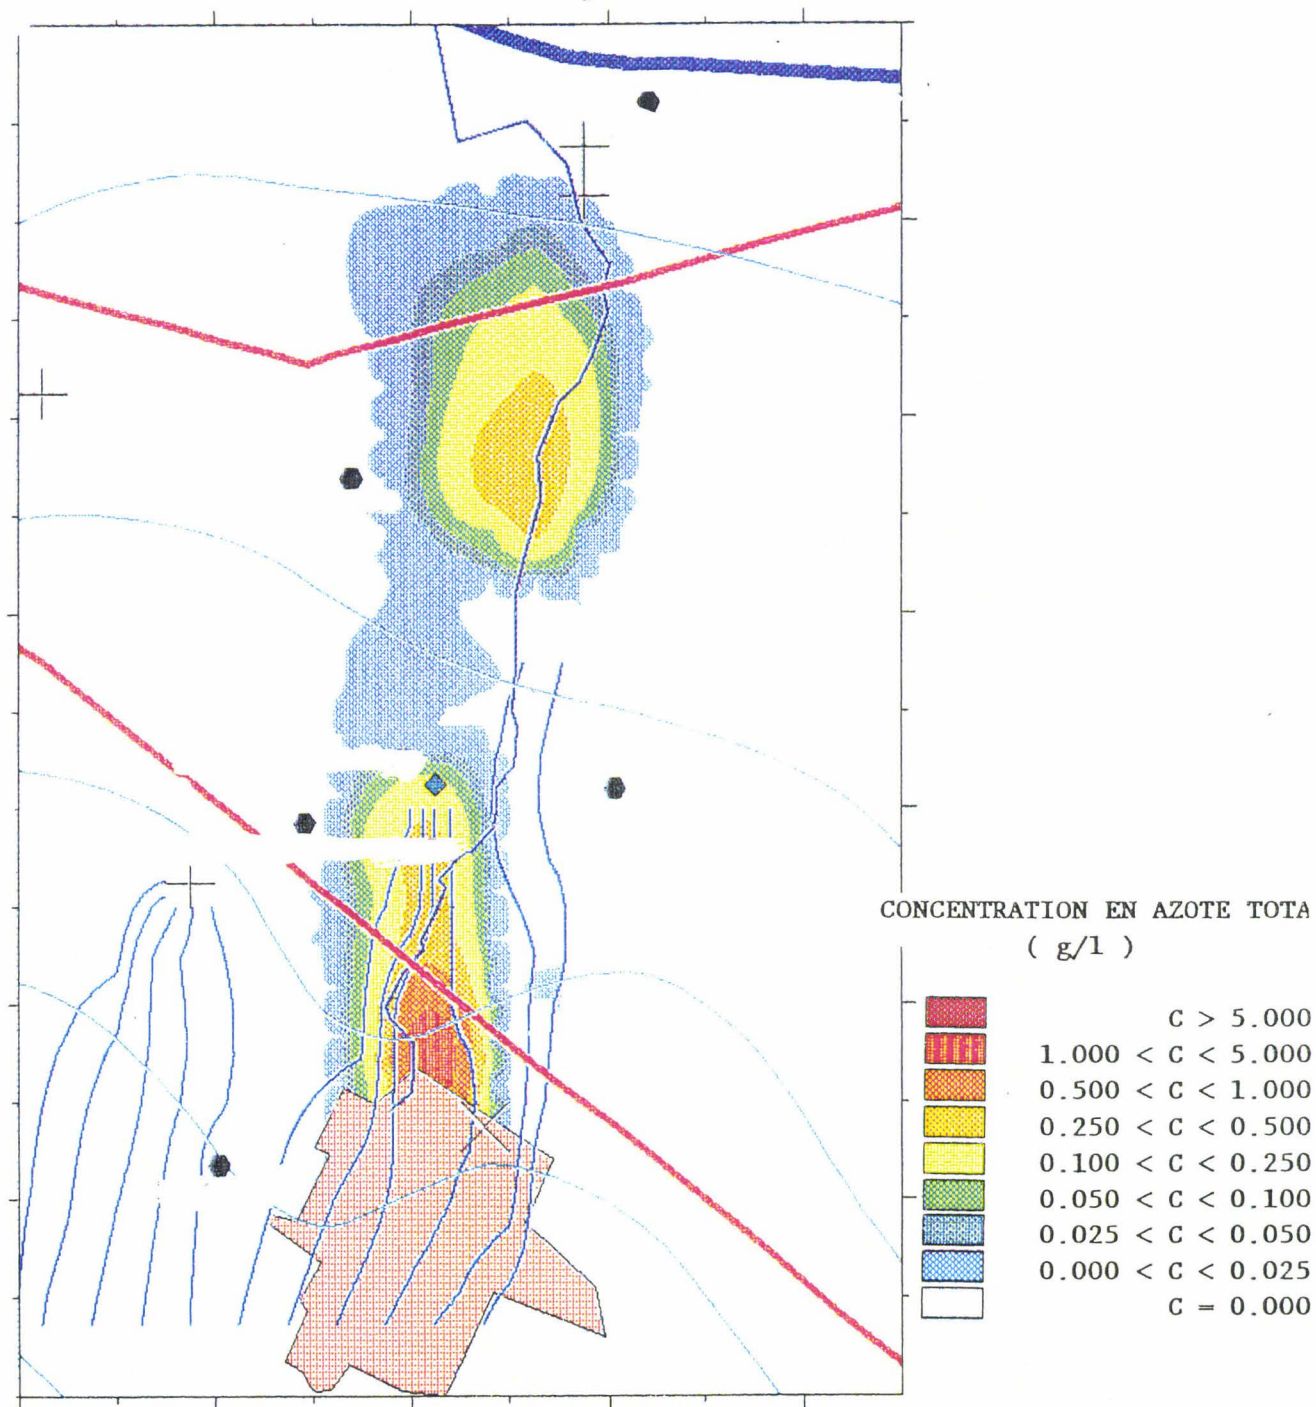 CONCENTRATION EN AZOTE TOTA
( g/l )
C > 5.000
1.000 < C < 5.000
0.500 < C < 1.000
0.250 < C < 0.500
0.100 < C < 0.250
0.050 < C < 0.100
0.025 < C < 0.050
0.000 < C < 0.025
C = 0.000